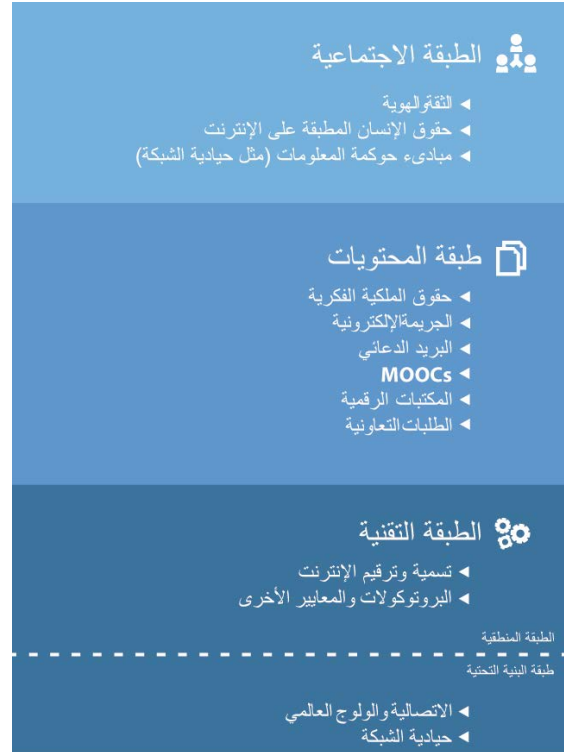 الطبقة الاجتماعية
الثقةوالهوية
حقوق الإنسان المطبقة على الإنترنت
مبادىء حوكمة المعلومات (مثل حيادية الشبكة)
طبقة المحتويات
حقوق الملكية الفكرية
الجريمةالإلكترونية
البريد الدعائي
MOOCs
المكتبات الرقمية
الطلبات التعاونية
الطبقة التقنية
تسمية وترقيم الإنترنت
البروتوكولات والمعايير الأخرى
الطبقة المنطقية
طبقة البنية التحتية
الاتصالية والولوج العالمي
حيادية الشبكة